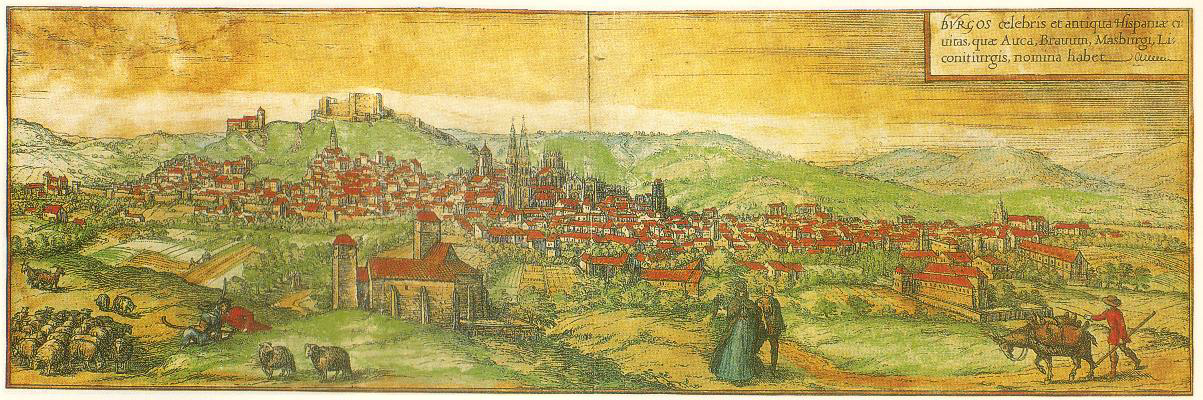 BVRGOS celebris et antiqua Hispaniæ ci-
uitas, quæ Auca, Brauum, Masburgi, Li-
conitiurgis, nomina habet